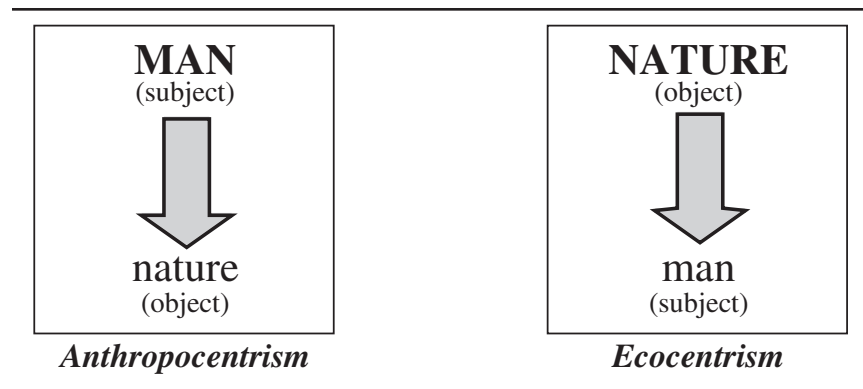 MAN
(subject)
nature
(object)
Anthropocentrism
NATURE
(object)
man
(subject)
Ecocentrism